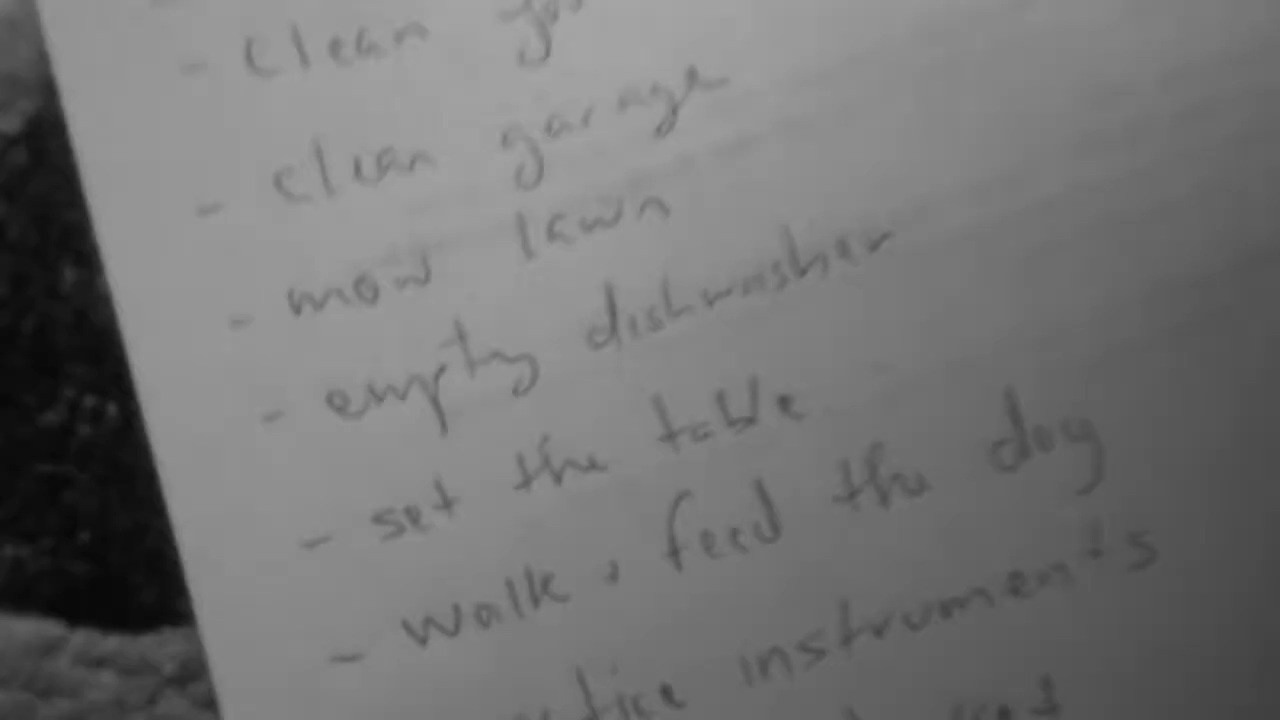 - clean
- clean garage
- mow lawn
- empty dishwasher
- set the table
- walk, feed the dog
instruments